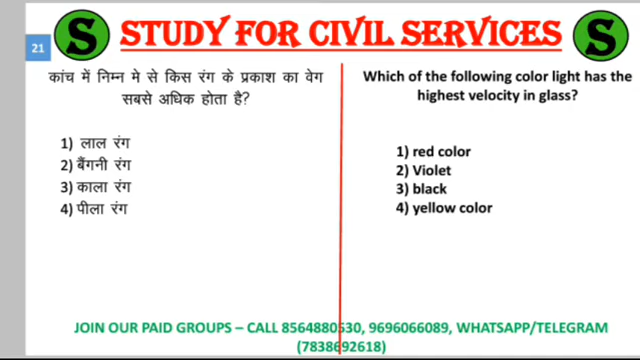 21
S
STUDY FOR CIVIL SERVICES
S
कांच में निम्न मे से किस रंग के प्रकाश का वेग
सबसे अधिक होता है?
1) लाल रंग
2) बैंगनी रंग
3) काला रंग
4) पीला रंग
Which of the following color light has the
highest velocity in glass?
1) red color
2) Violet
3) black
4) yellow color
JOIN OUR PAID GROUPS – CALL 8564880530, 9696066089, WHATSAPP/TELEGRAM
(7838692618)